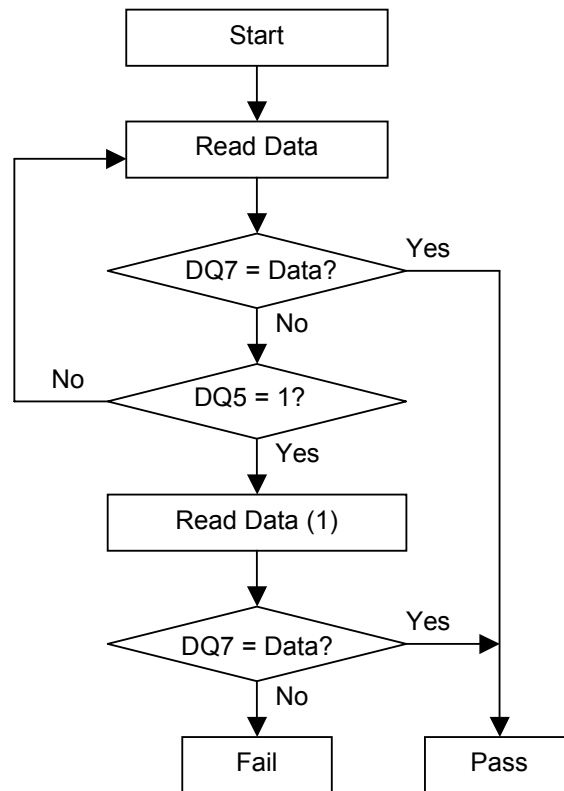 Start
Read Data
DQ7 = Data?
Yes
No
No
DQ5 = 1?
Yes
Read Data (1)
DQ7 = Data?
Yes
No
Fail
Pass